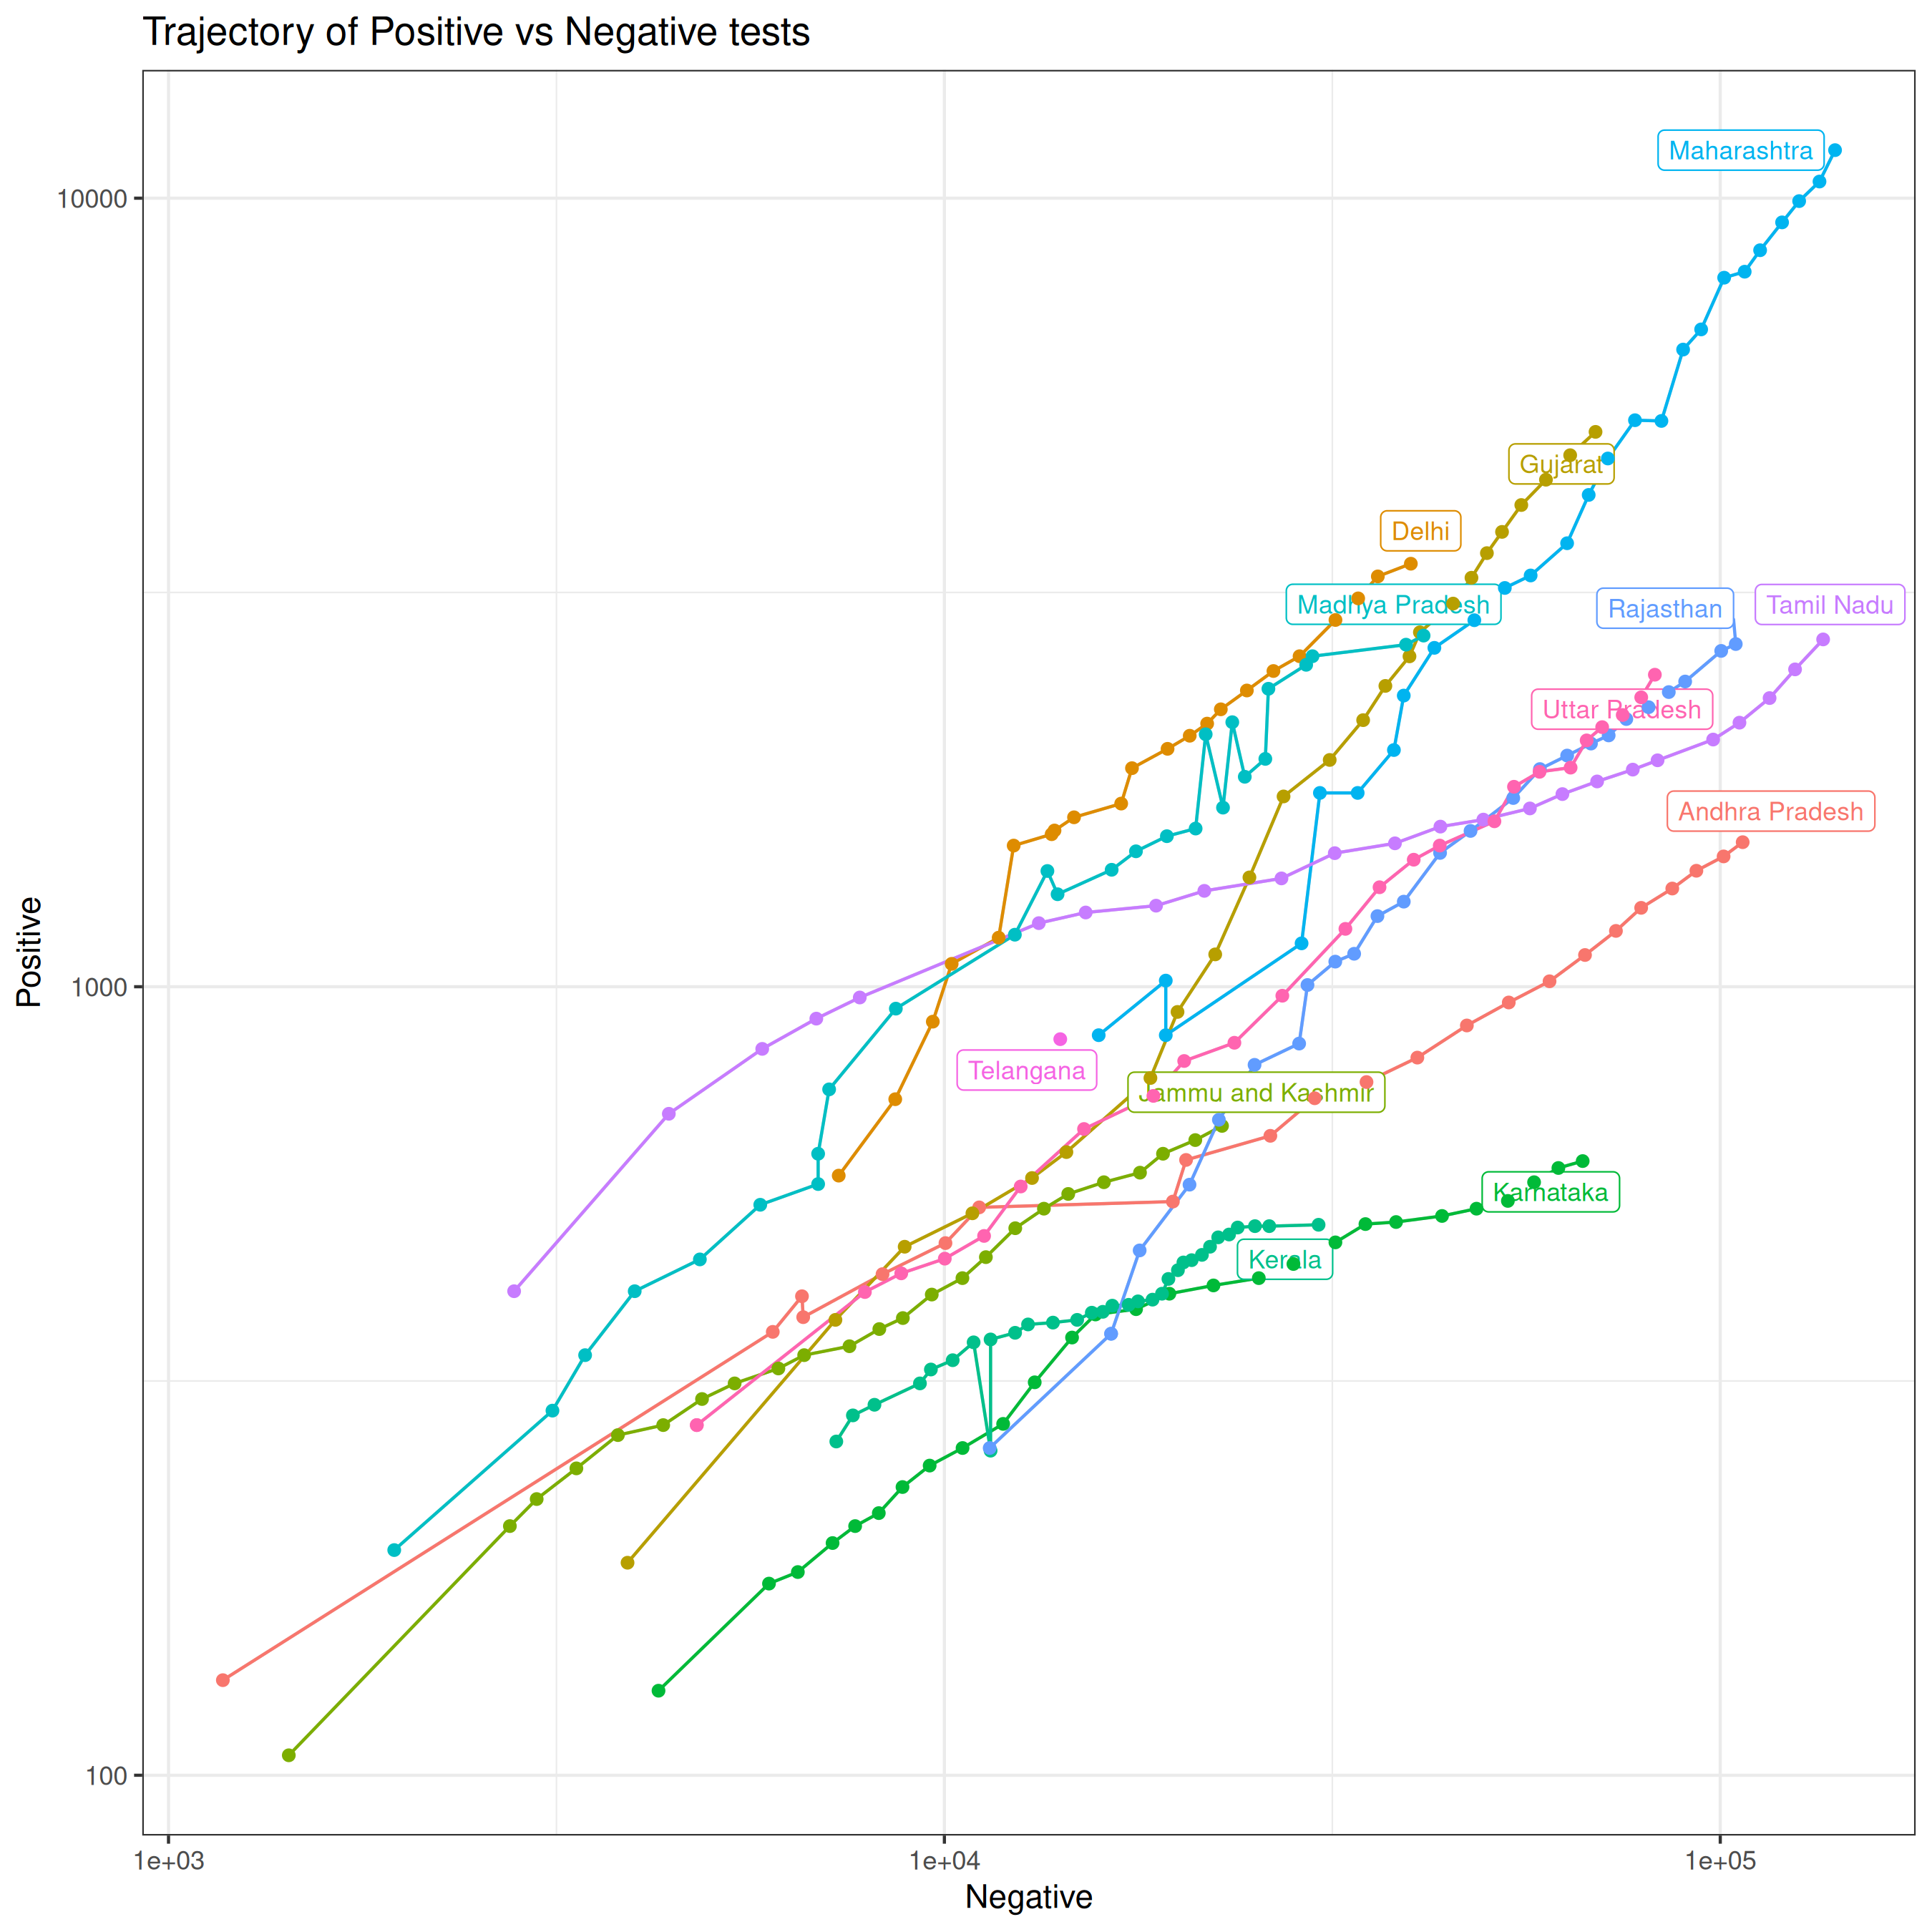 Trajectory of Positive vs Negative tests
Maharashtra
10000
Gujarat
Delhi
Madhya Pradesh
Rajasthan
Tamil Nadu
Uttar Pradesh
Andhra Pradesh
Positive
1000
Telangana
Jammu and Kashmir
Karnataka
Kerala
100
1e+03
1e+04
1e+05
Negative